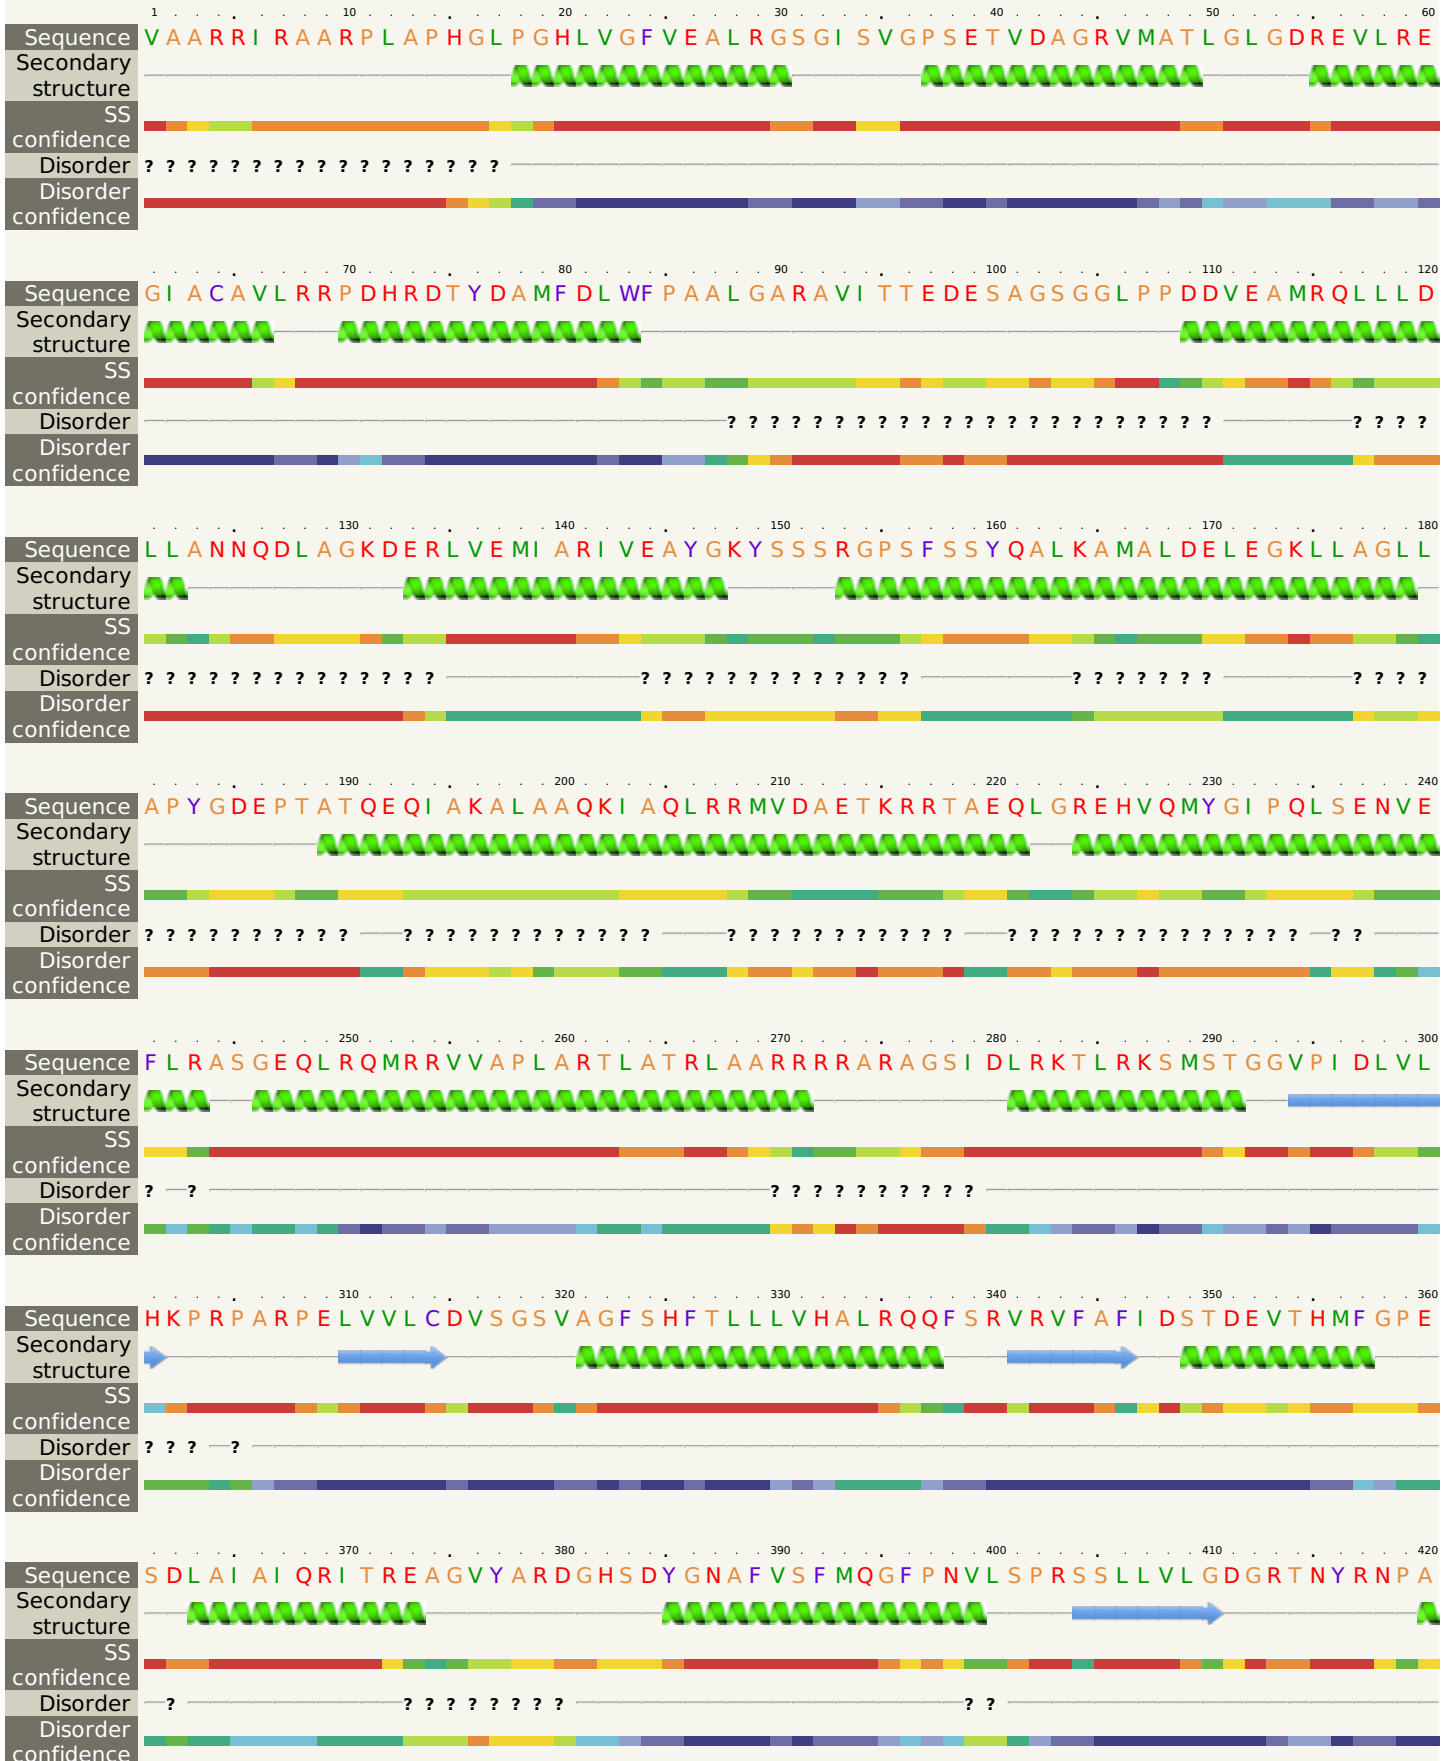 1 10 20 30 40 50 60
Sequence VAARRIRAARPLAPHGLPGHLVGFVEALRGSGISVGPSETVDAGRVMATLGLGDREVLRE
Secondary structure
SS confidence
Disorder ? ? ? ? ? ? ? ? ? ? ? ? ? ? ? ? ?
Disorder confidence
70 80 90 100 110 120
Sequence GIACAVLRRPDHRDTYDAMFDLWFPAALGARAVITTEDESAGSGGLPPDDVEAMRQLLLD
Secondary structure
SS confidence
Disorder ? ? ? ? ? ? ? ? ? ? ? ? ? ? ? ? ? ? ? ? ? ? ? ? ? ? ?
Disorder confidence
130 140 150 160 170 180
Sequence LLANNQDLAGKDERLVEMIARIVEAYGKYSSSRGPSFSSYQALKAMALDELEGKLLAGLL
Secondary structure
SS confidence
Disorder ? ? ? ? ? ? ? ? ? ? ? ? ? ? ? ? ? ? ? ? ? ? ? ? ? ? ? ? ? ? ? ? ? ? ? ? ? ?
Disorder confidence
190 200 210 220 230 240
Sequence APYGDEPTATQEQIAKALAAQKIAQLRRMVDAETKRRTAEQLGREHVQMYGIPQLSENVE
Secondary structure
SS confidence
Disorder ? ? ? ? ? ? ? ? ? ? ? ? ? ? ? ? ? ? ? ? ? ? ? ? ? ? ? ? ? ? ? ? ? ? ? ? ? ? ? ? ? ? ? ? ? ? ? ?
Disorder confidence
250 260 270 280 290 300
Sequence FLRASGEQLRQMRRVVAPLARTLATRLAARRRRARAGSIDLRKTLRKSMSTGGVPIDLVL
Secondary structure
SS confidence
Disorder ? ? ? ? ? ? ? ? ? ? ? ?
Disorder confidence
310 320 330 340 350 360
Sequence HKPRPARPELVVLCDVSGSVAGFSHFTLLLVHALRQQFSRVRVFAFIDSTDEVTHMFGPE
Secondary structure
SS confidence
Disorder ? ? ? ?
Disorder confidence
370 380 390 400 410 420
Sequence SDLAIAIQRITREAGVYARDGHSDYGNAFVSFMQGFPNVLSPRSSLLVLGDGRTNYRNPA
Secondary structure
SS confidence
Disorder ? ? ? ? ? ? ? ? ? ? ?
Disorder confidence